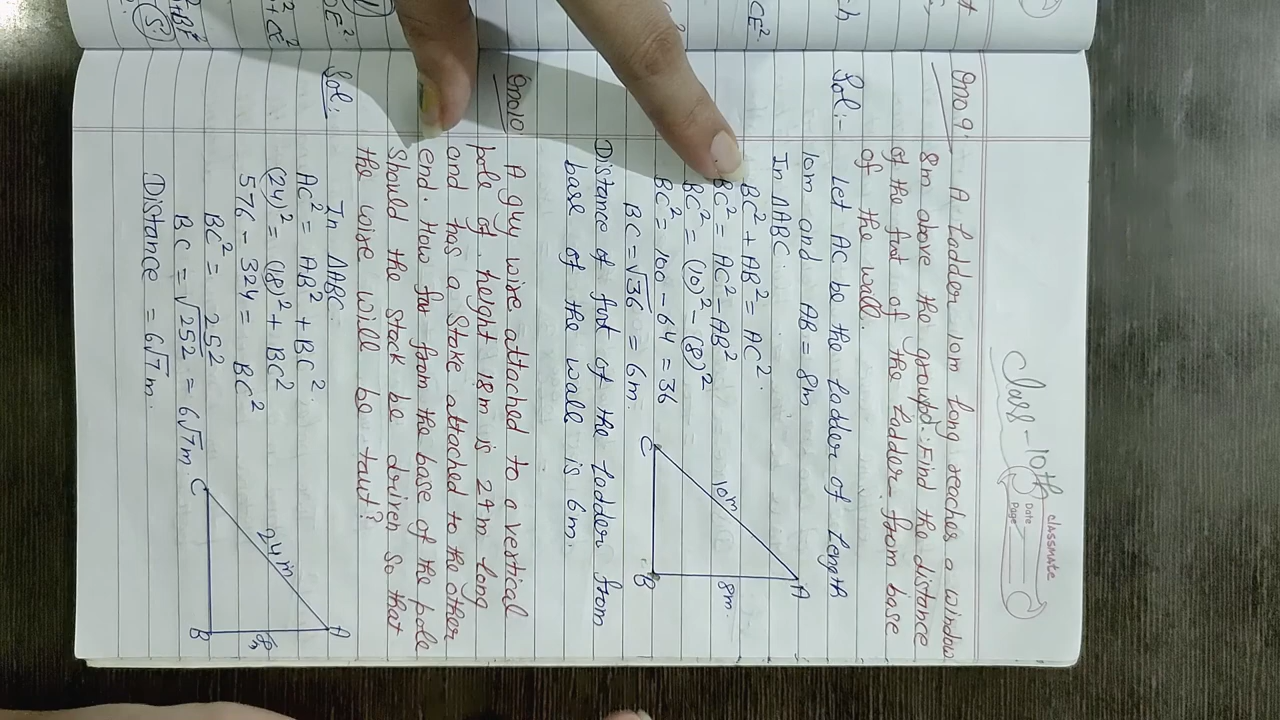 Class - 10th
classmate
Date
Page
Qno 9. A Ladder 10m Long reaches a window
8m above the ground. Find the distance
of the fut of the Ladder from base
of the wall.
Sol:- Let AC be the Ladder of Length
10m and AB = 8m
In ΔABC.
BC² + AB² = AC².
BC² = AC² - AB²
BC² = (10)² - (8)²
BC² = 100 - 64 = 36
BC = √36 = 6m.
A
10m
8m.
C
B
Distance of fut of the Ladder from
base of the wall is 6m.
Qno10. A guy wire attached to a vertical
pole of height 18m is 24m long
and has a Stake attached to the other
end. How far from the base of the pole
Should the stack be driven so that
the wire will be taut?
Sol:
In ΔABC.
AC² = AB² + BC².
(24)² = (18)² + BC²
576 - 324 = BC²
BC² = 252
BC = √252 = 6√7 m.
Distance = 6√7 m.
A
24m
C
B
CE²